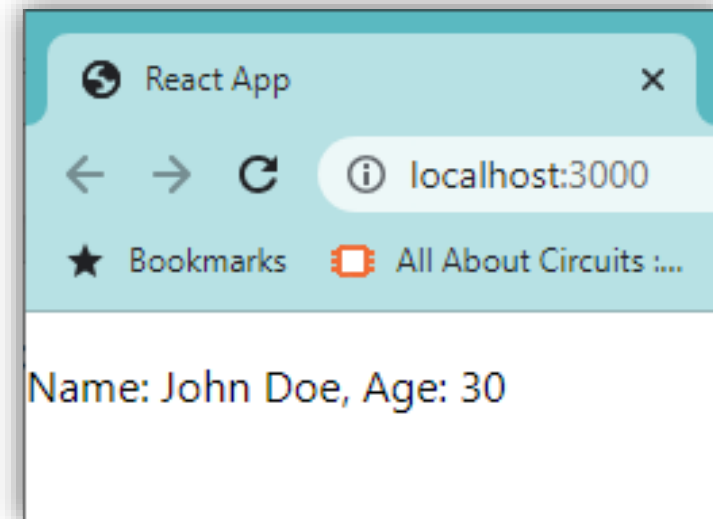 React App
localhost:3000
Bookmarks All About Circuits :...
Name: John Doe, Age: 30